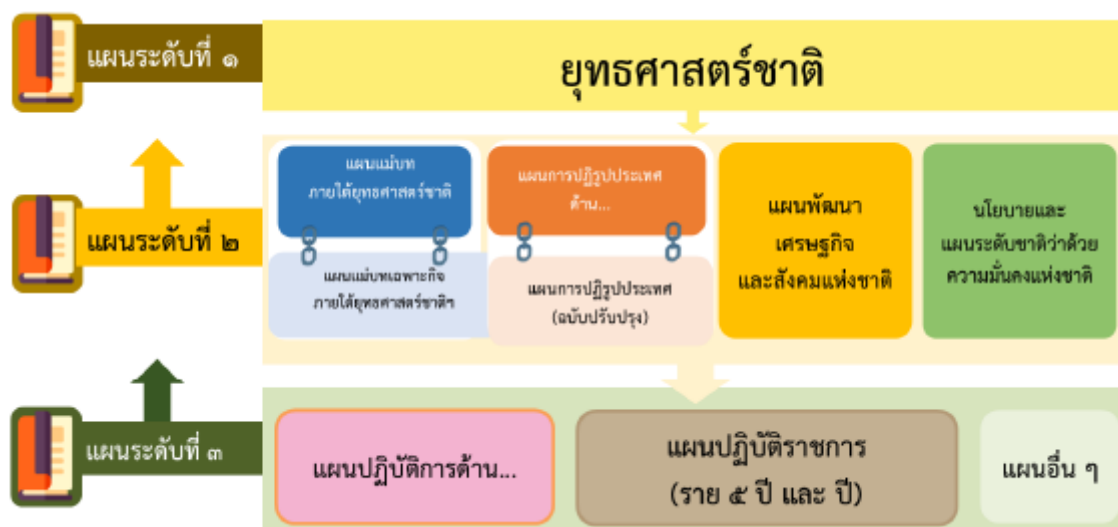 แผนระดับที่ ๑
ยุทธศาสตร์ชาติ
แผนระดับที่ ๒
แผนแม่บท
ภายใต้ยุทธศาสตร์ชาติ
แผนแม่บทเฉพาะกิจ
ภายใต้ยุทธศาสตร์ชาติฯ
แผนการปฏิรูปประเทศ
ด้าน...
แผนการปฏิรูปประเทศ
(ฉบับปรับปรุง)
แผนพัฒนา
เศรษฐกิจ
และสังคมแห่งชาติ
นโยบายและ
แผนระดับชาติว่าด้วย
ความมั่นคงแห่งชาติ
แผนระดับที่ ๓
แผนปฏิบัติการด้าน...
แผนปฏิบัติราชการ
(ราย ๕ ปี และ ปี)
แผนอื่น ๆ